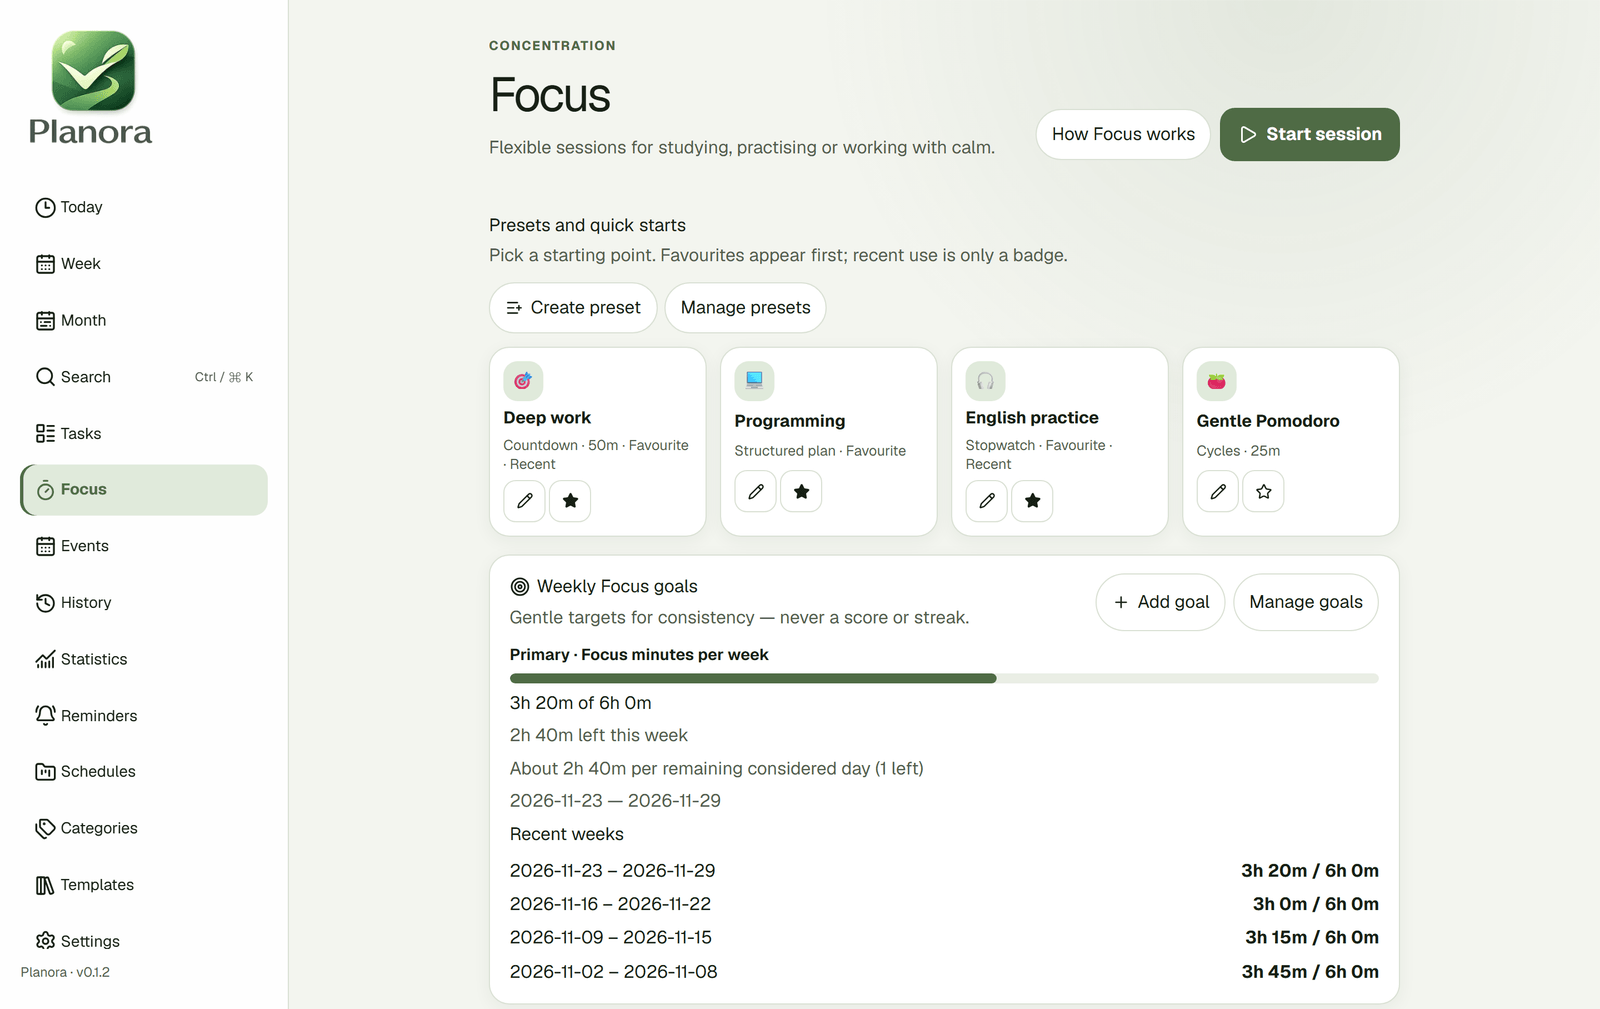 Planora
Today
Week
Month
Search
Ctrl / ⌘ K
Tasks
Focus
Events
History
Statistics
Reminders
Schedules
Categories
Templates
Settings
Planora · v0.1.2
CONCENTRATION
Focus
Flexible sessions for studying, practising or working with calm.
How Focus works
Start session
Presets and quick starts
Pick a starting point. Favourites appear first; recent use is only a badge.
Create preset
Manage presets
Deep work
Countdown · 50m · Favourite
· Recent
Programming
Structured plan · Favourite
English practice
Stopwatch · Favourite ·
Recent
Gentle Pomodoro
Cycles · 25m
Weekly Focus goals
Gentle targets for consistency — never a score or streak.
Add goal
Manage goals
Primary · Focus minutes per week
3h 20m of 6h 0m
2h 40m left this week
About 2h 40m per remaining considered day (1 left)
2026-11-23 — 2026-11-29
Recent weeks
2026-11-23 – 2026-11-29
3h 20m / 6h 0m
2026-11-16 – 2026-11-22
3h 0m / 6h 0m
2026-11-09 – 2026-11-15
3h 15m / 6h 0m
2026-11-02 – 2026-11-08
3h 45m / 6h 0m